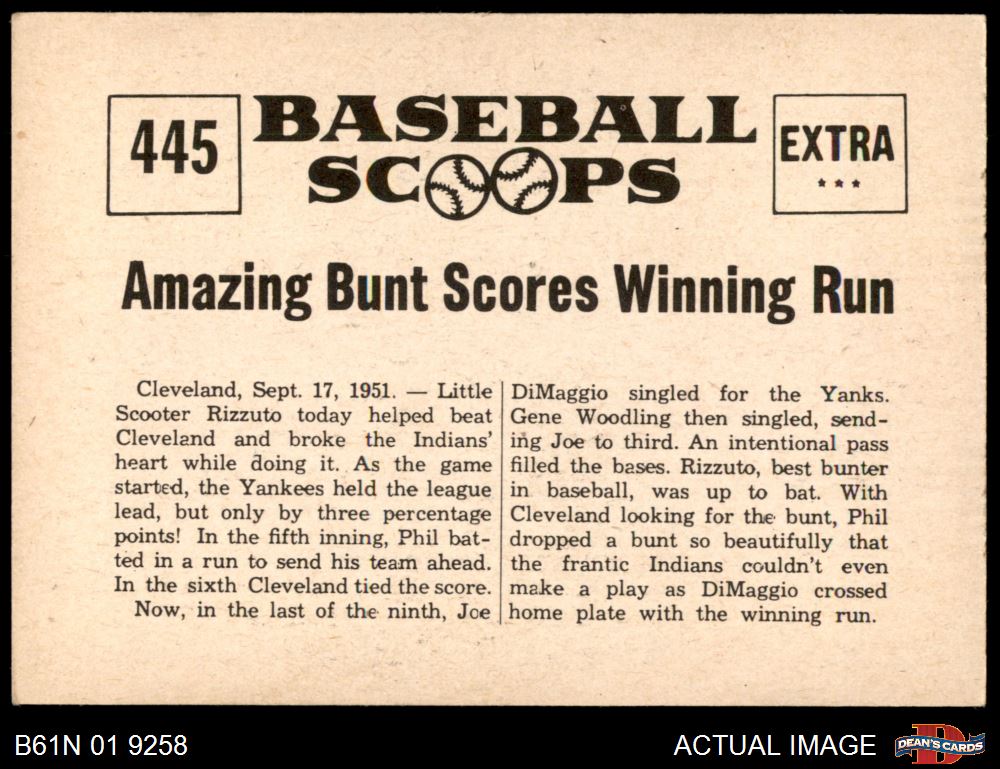 445
BASEBALL
SCOOPS
EXTRA
***
Amazing Bunt Scores Winning Run
Cleveland, Sept. 17, 1951. — Little
Scooter Rizzuto today helped beat
Cleveland and broke the Indians'
heart while doing it. As the game
started, the Yankees held the league
lead, but only by three percentage
points! In the fifth inning, Phil bat-
ted in a run to send his team ahead.
In the sixth Cleveland tied the score.
Now, in the last of the ninth, Joe
DiMaggio singled for the Yanks.
Gene Woodling then singled, send-
ing Joe to third. An intentional pass
filled the bases. Rizzuto, best bunter
in baseball, was up to bat. With
Cleveland looking for the bunt, Phil
dropped a bunt so beautifully that
the frantic Indians couldn't even
make a play as DiMaggio crossed
home plate with the winning run.
B61N 01 9258
ACTUAL IMAGE
D
DEAN'S CARDS